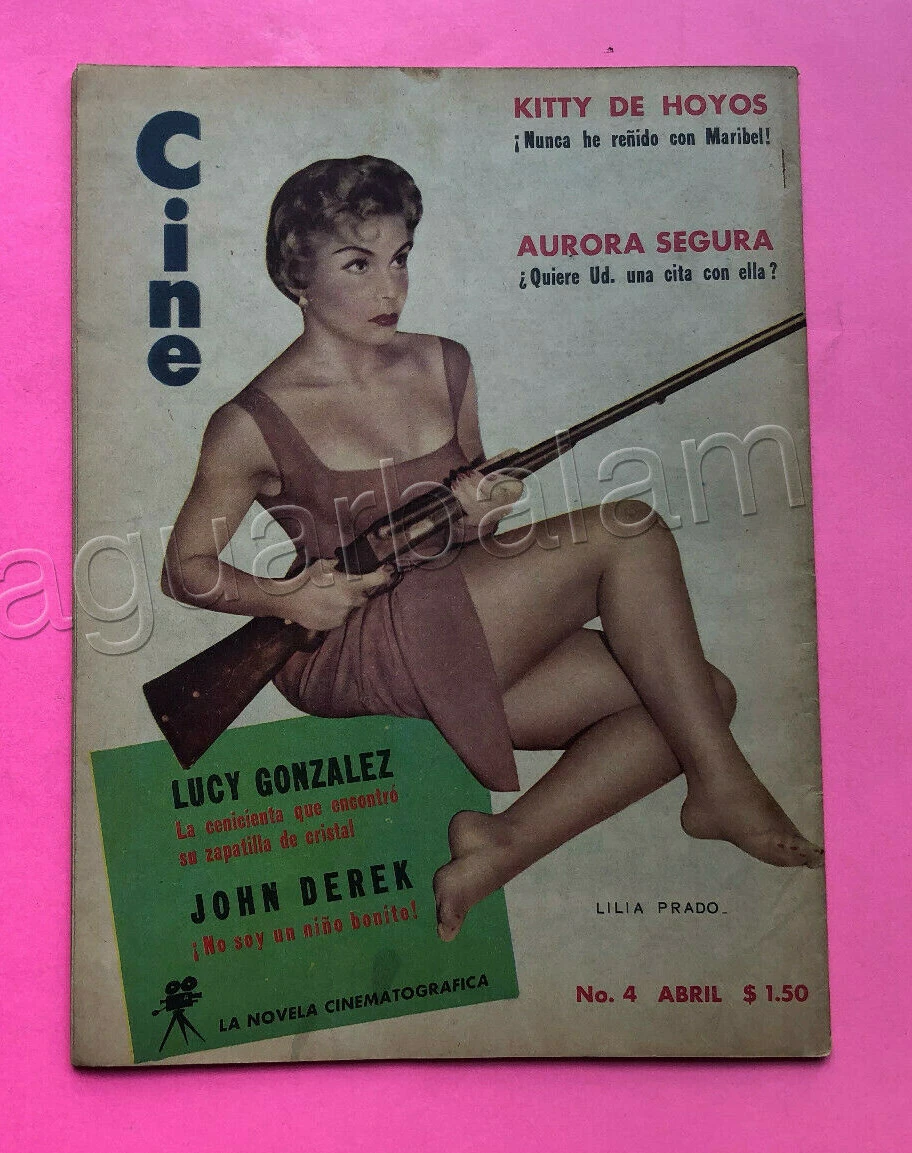 Cine
KITTY DE HOYOS
¡Nunca he reñido con Maribel!
AURORA SEGURA
¿Quiere Ud. una cita con ella?
aguarbalam
LUCY GONZALEZ
La cenicienta que encontró
su zapatilla de cristal
JOHN DEREK
¡No soy un niño bonito!
LA NOVELA CINEMATOGRAFICA
LILIA PRADO
No. 4 ABRIL $ 1.50